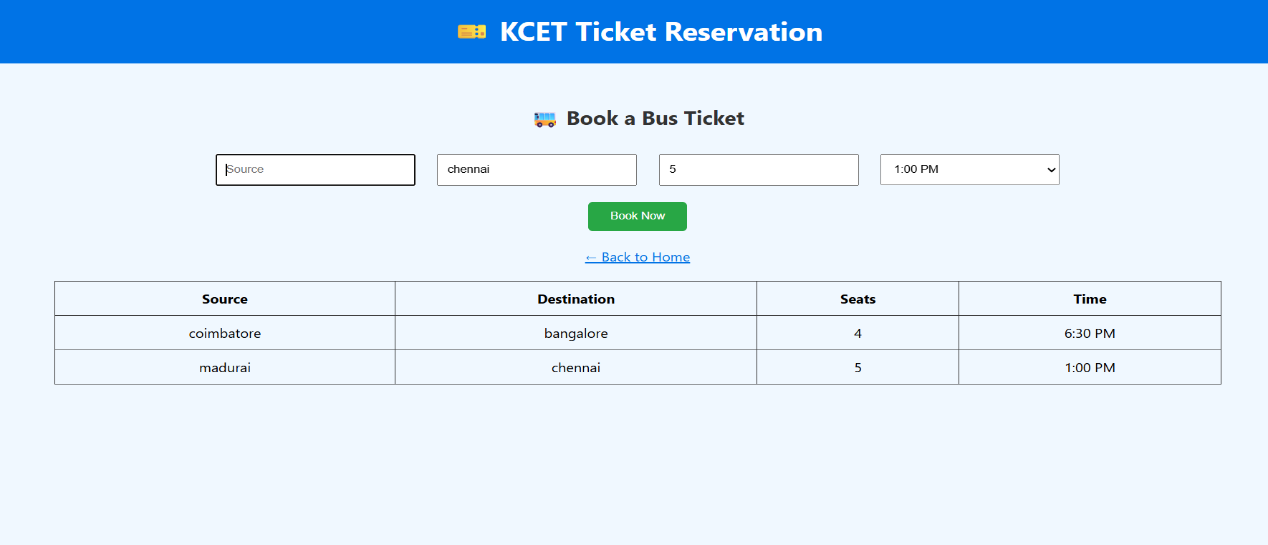 KCET Ticket Reservation
Book a Bus Ticket
Source chennai 5 1:00 PM
Book Now
← Back to Home
Source Destination Seats Time
coimbatore bangalore 4 6:30 PM
madurai chennai 5 1:00 PM